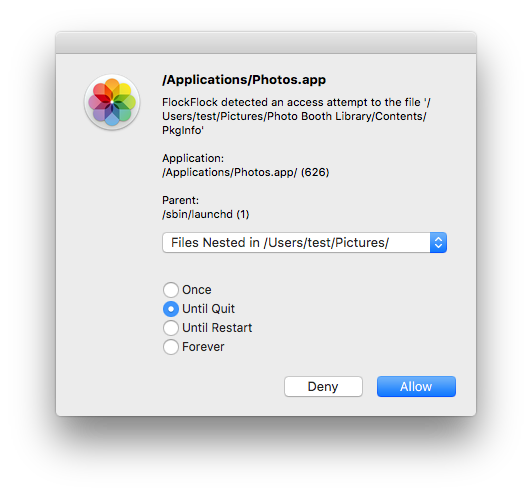 /Applications/Photos.app
FlockFlock detected an access attempt to the file '/
Users/test/Pictures/Photo Booth Library/Contents/
PkgInfo'
Application:
/Applications/Photos.app/ (626)
Parent:
/sbin/launchd (1)
Files Nested in /Users/test/Pictures/
Once
Until Quit
Until Restart
Forever
Deny
Allow